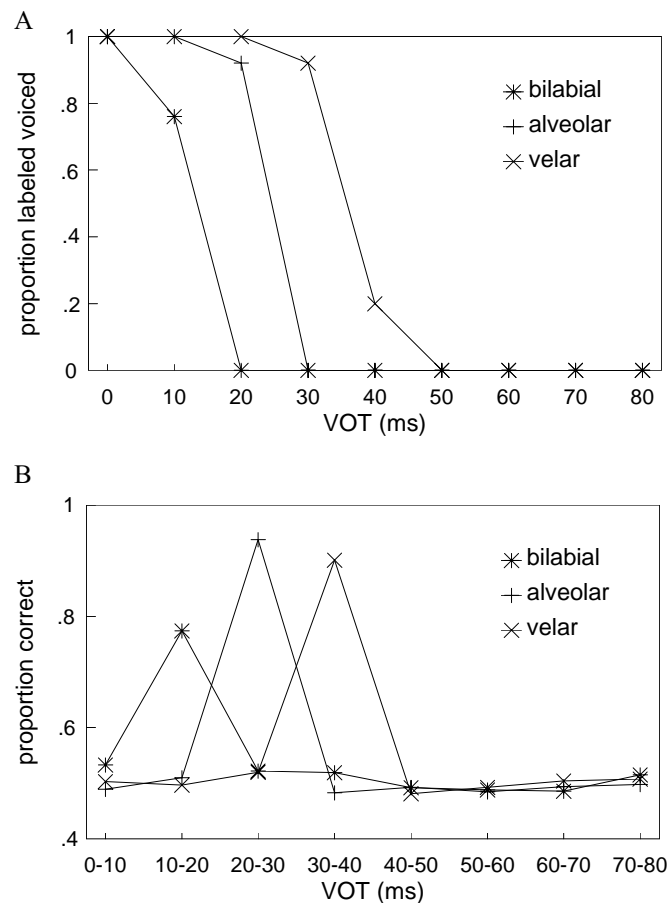 A
proportion labeled voiced
1
.8
.6
.4
.2
0
bilabial
alveolar
velar
0 10 20 30 40 50 60 70 80
VOT (ms)
B
proportion correct
1
.8
.6
.4
bilabial
alveolar
velar
0-10 10-20 20-30 30-40 40-50 50-60 60-70 70-80
VOT (ms)